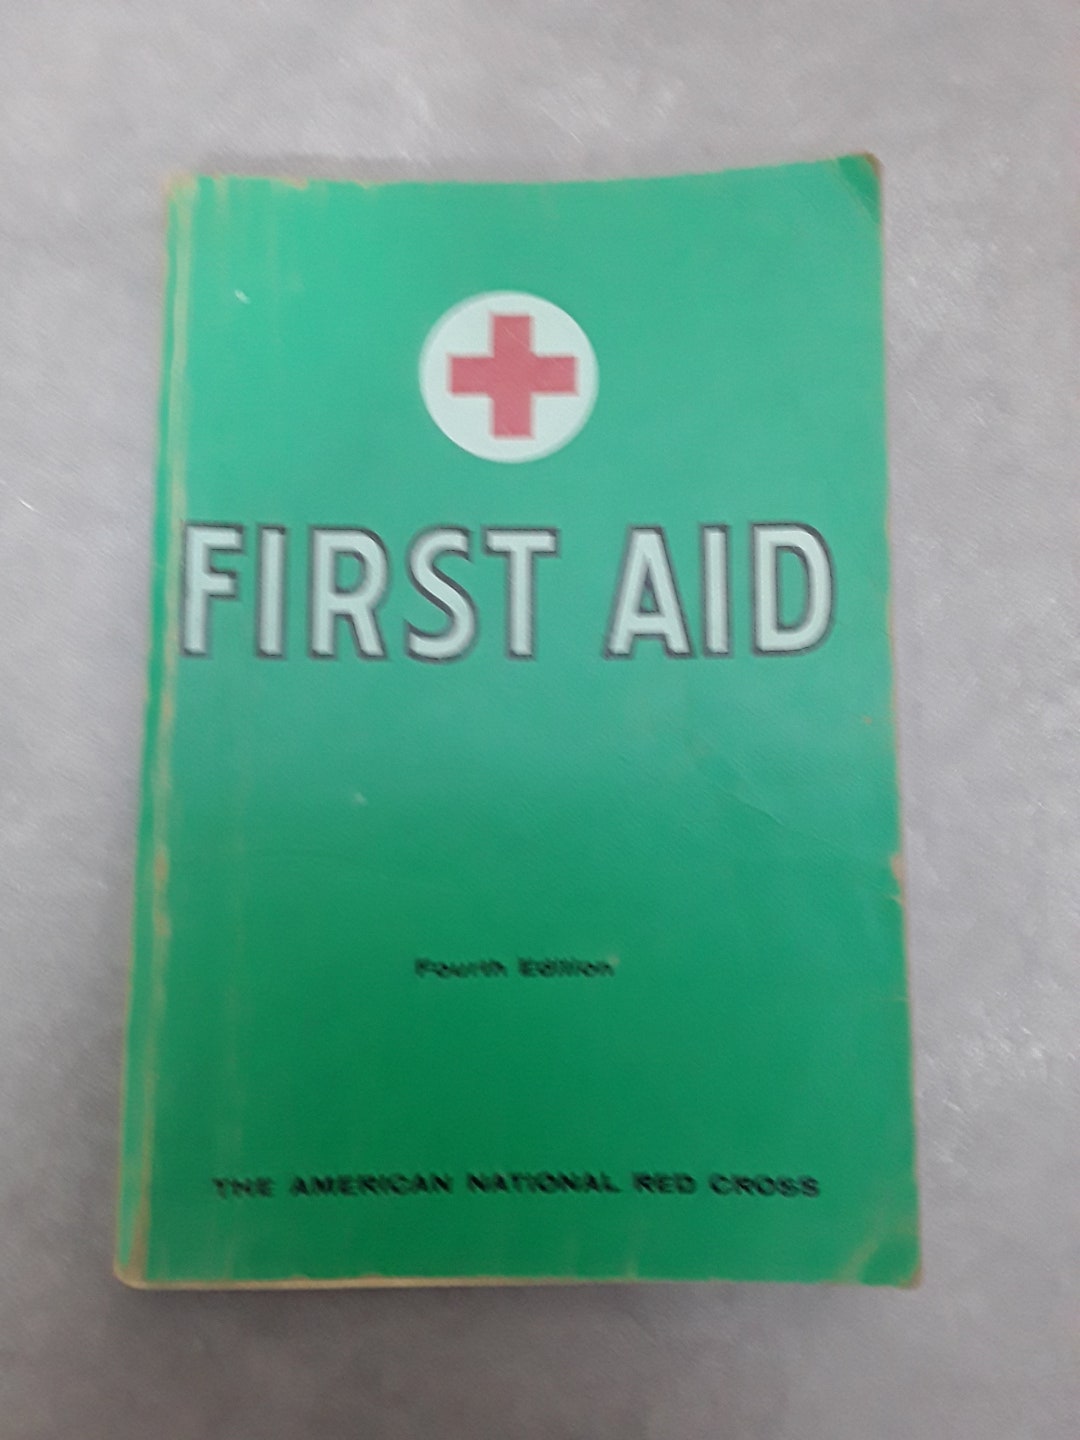 FIRST AID
Fourth Edition
THE AMERICAN NATIONAL RED CROSS